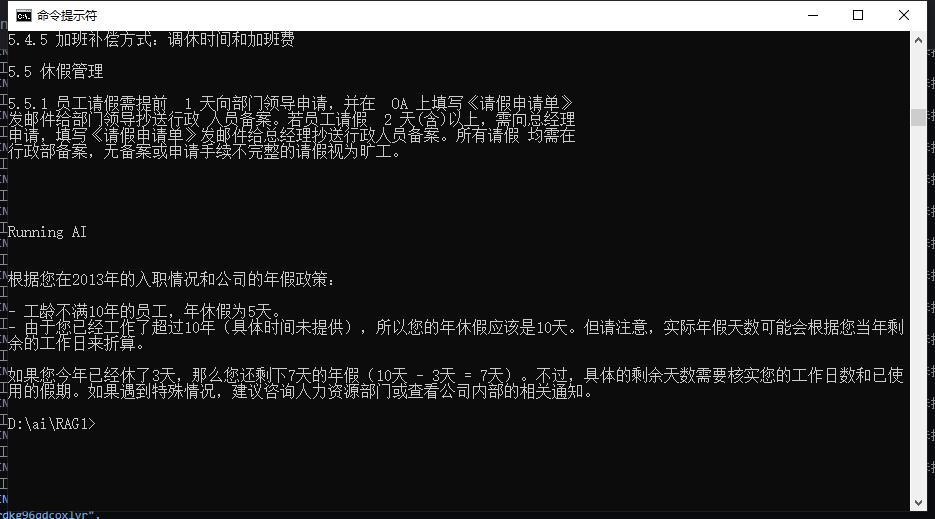 命令提示符
5.4.5 加班补偿方式：调休时间和加班费
5.5 休假管理
5.5.1 员工请假需提前  1 天向部门领导申请，并在  OA 上填写《请假申请单》
发邮件给部门领导抄送行政 人员备案。若员工请假  2 天(含)以上，需向总经理
申请，填写《请假申请单》发邮件给总经理抄送行政人员备案。所有请假 均需在
行政部备案，无备案或申请手续不完整的请假视为旷工。
Running AI
根据您在2013年的入职情况和公司的年假政策：
- 工龄不满10年的员工，年休假为5天。
- 由于您已经工作了超过10年（具体时间未提供），所以您的年休假应该是10天。但请注意，实际年假天数可能会根据您当年剩
余的工作日来折算。
如果您今年已经休了3天，那么您还剩下7天的年假（10天 - 3天 = 7天）。不过，具体的剩余天数需要核实您的工作日数和已使
用的假期。如果遇到特殊情况，建议咨询人力资源部门或查看公司内部的相关通知。
D:\ai\RAG1>